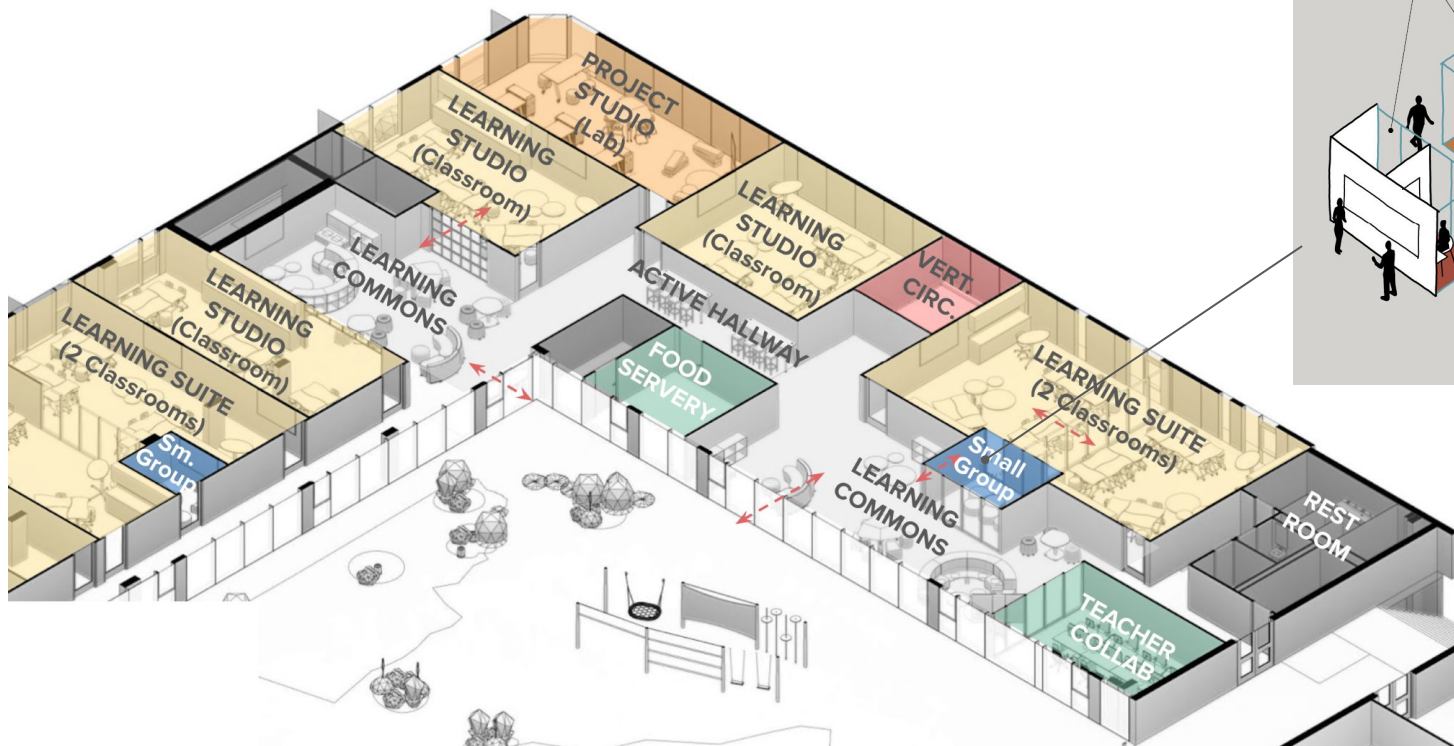 PROJECT
STUDIO
(Lab)
LEARNING
STUDIO
(Classroom)
LEARNING
STUDIO
(Classroom)
VERT.
CIRC.
LEARNING
COMMONS
ACTIVE HALLWAY
LEARNING
STUDIO
(Classroom)
LEARNING SUITE
(2 Classrooms)
Sm.
Group
FOOD
SERVERY
LEARNING SUITE
(2 Classrooms)
Small
Group
LEARNING
COMMONS
REST
ROOM
TEACHER
COLLAB